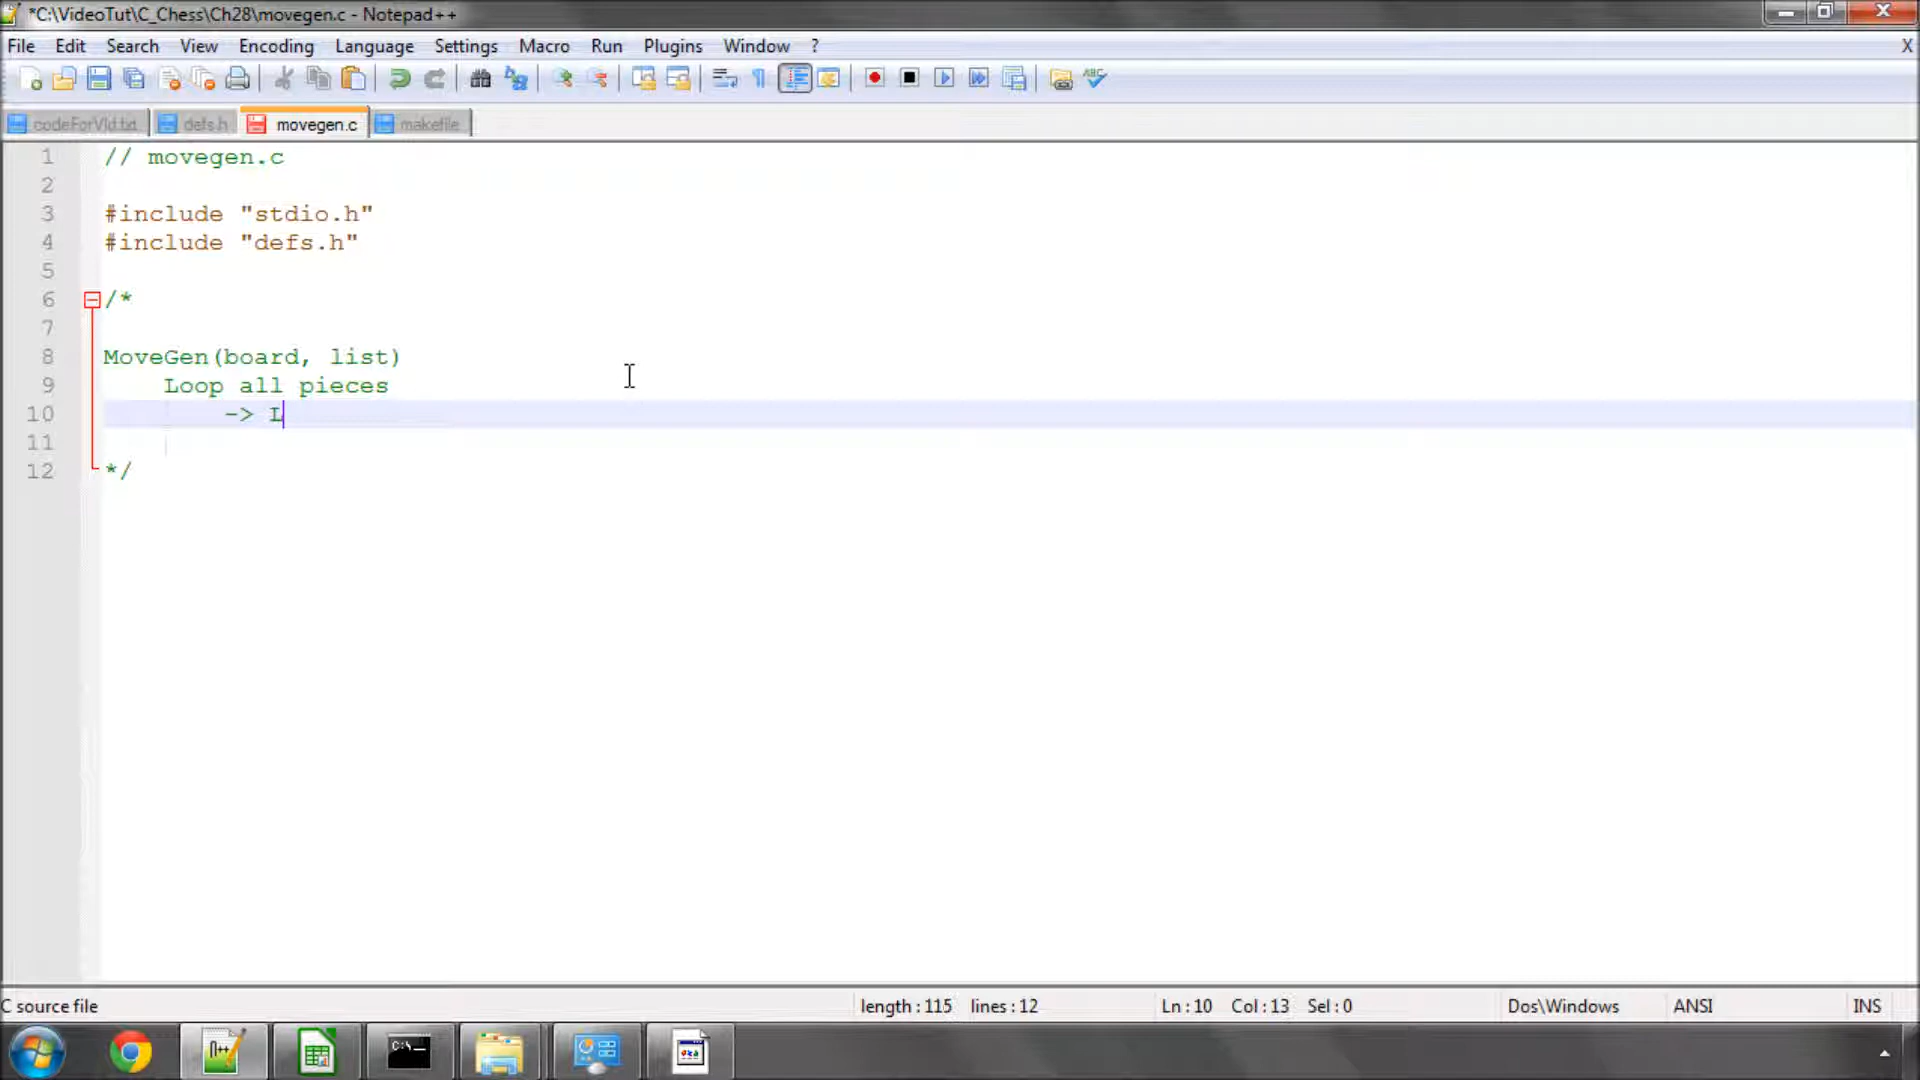 *C:\VideoTut\C_Chess\Ch28\movegen.c - Notepad++
File Edit Search View Encoding Language Settings Macro Run Plugins Window ? X
codeForVid.txt defs.h movegen.c makefile
1 // movegen.c
2
3 #include "stdio.h"
4 #include "defs.h"
5
6 /*
7
8 MoveGen(board, list)
9 Loop all pieces
10 -> L
11
12 */
C source file length : 115 lines : 12 Ln : 10 Col : 13 Sel : 0 Dos\Windows ANSI INS